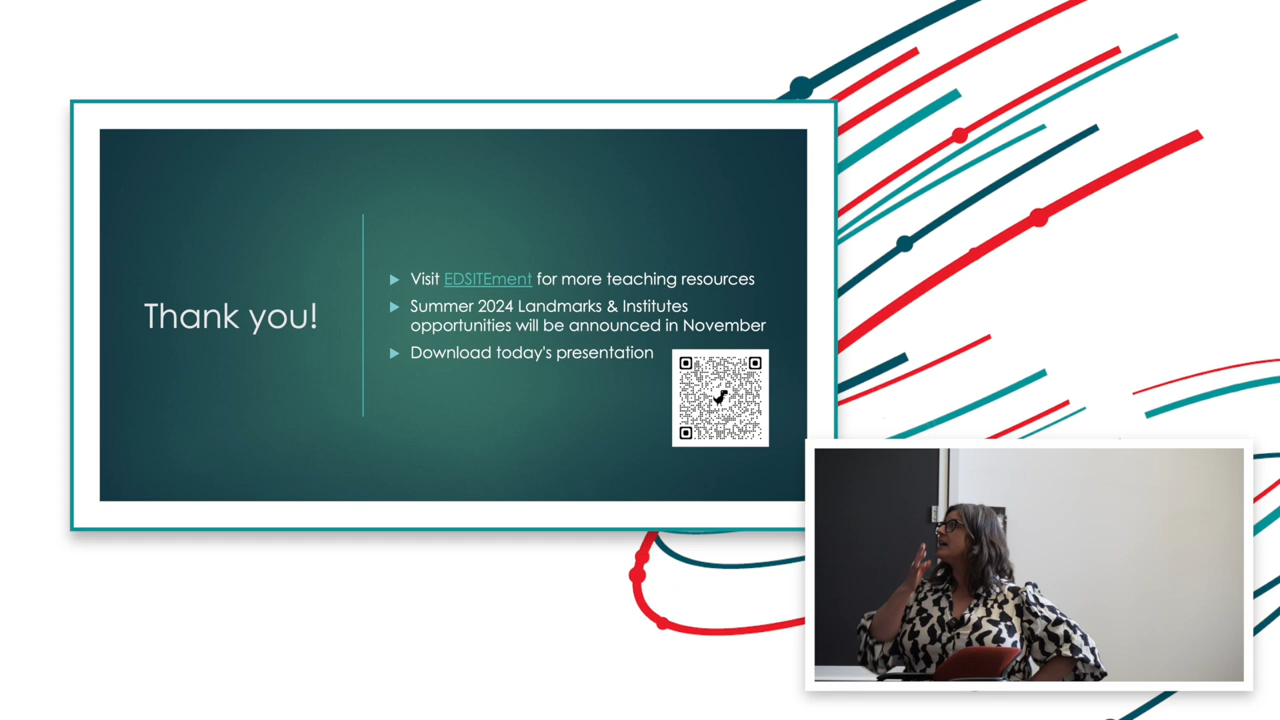 Thank you!
Visit EDSITEment for more teaching resources
Summer 2024 Landmarks & Institutes
opportunities will be announced in November
Download today's presentation